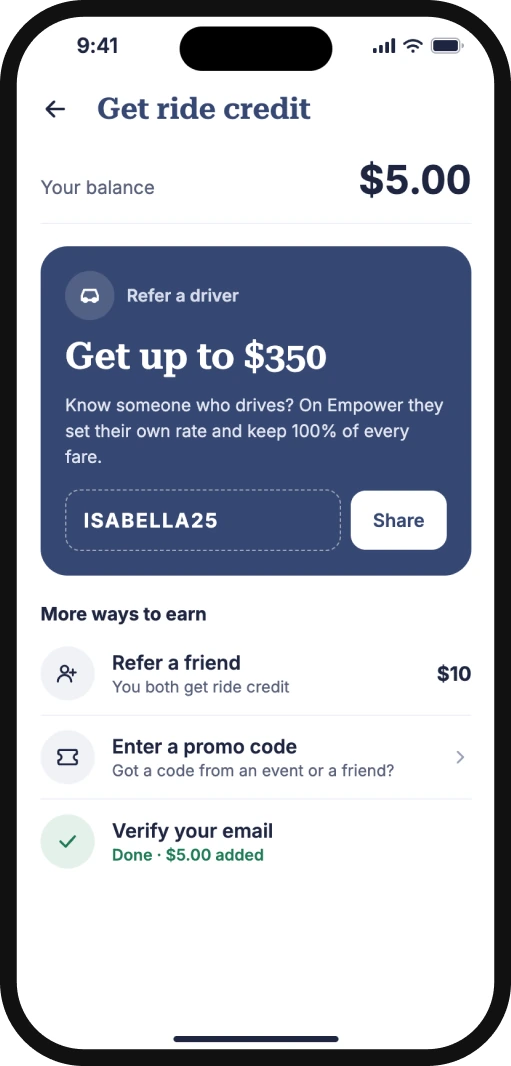 9:41
Get ride credit
Your balance
$5.00
Refer a driver
Get up to $350
Know someone who drives? On Empower they
set their own rate and keep 100% of every
fare.
ISABELLA25
Share
More ways to earn
Refer a friend
You both get ride credit
$10
Enter a promo code
Got a code from an event or a friend?
Verify your email
Done · $5.00 added